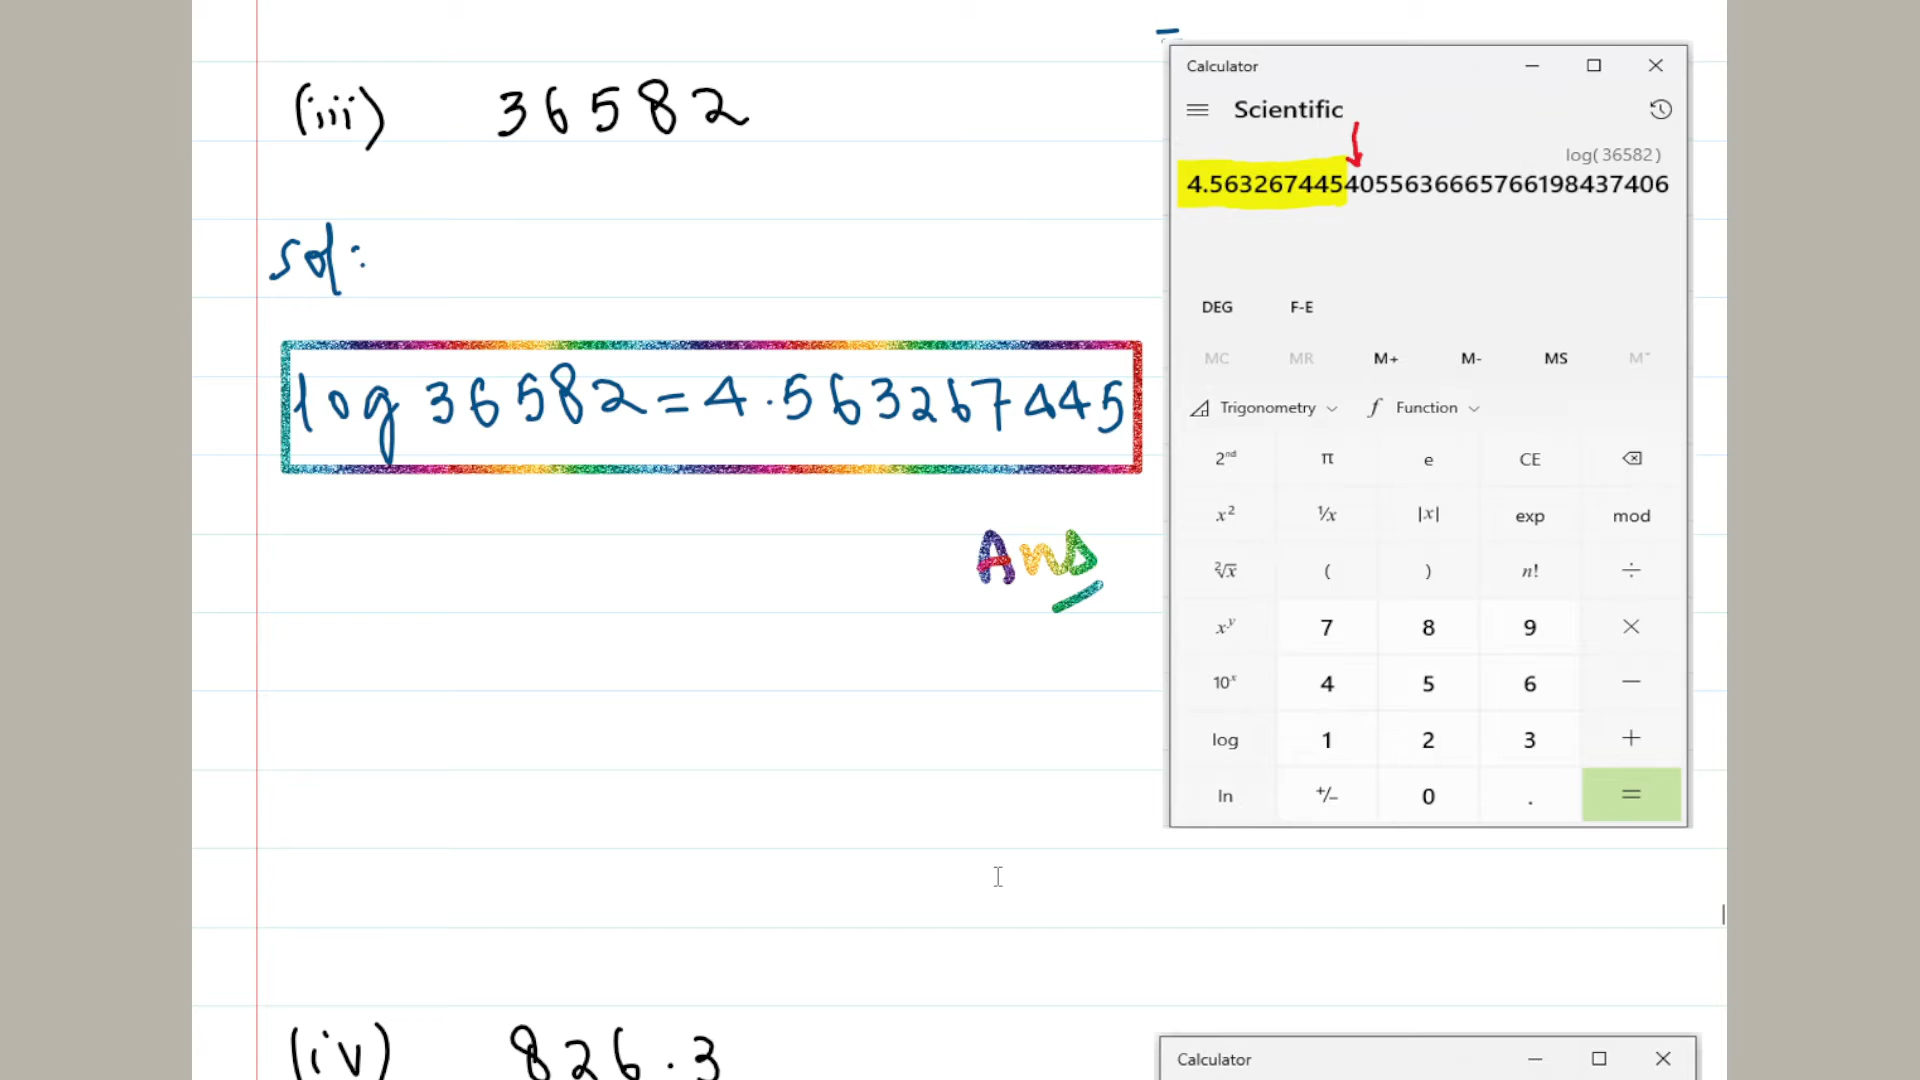 (iii) 36582
Sol:
log 36582 = 4.563267445
Ans
(iv) 826.3
Calculator
Scientific
log( 36582 )
4.5632674454055636665766198437406
DEG F-E
MC MR M+ M- MS M˅
Trigonometry f Function
2nd π e CE
x² ¹/x |x| exp mod
²√x ( ) n! ÷
xʸ 7 8 9 ×
10ˣ 4 5 6 −
log 1 2 3 +
ln +/− 0 . =
Calculator